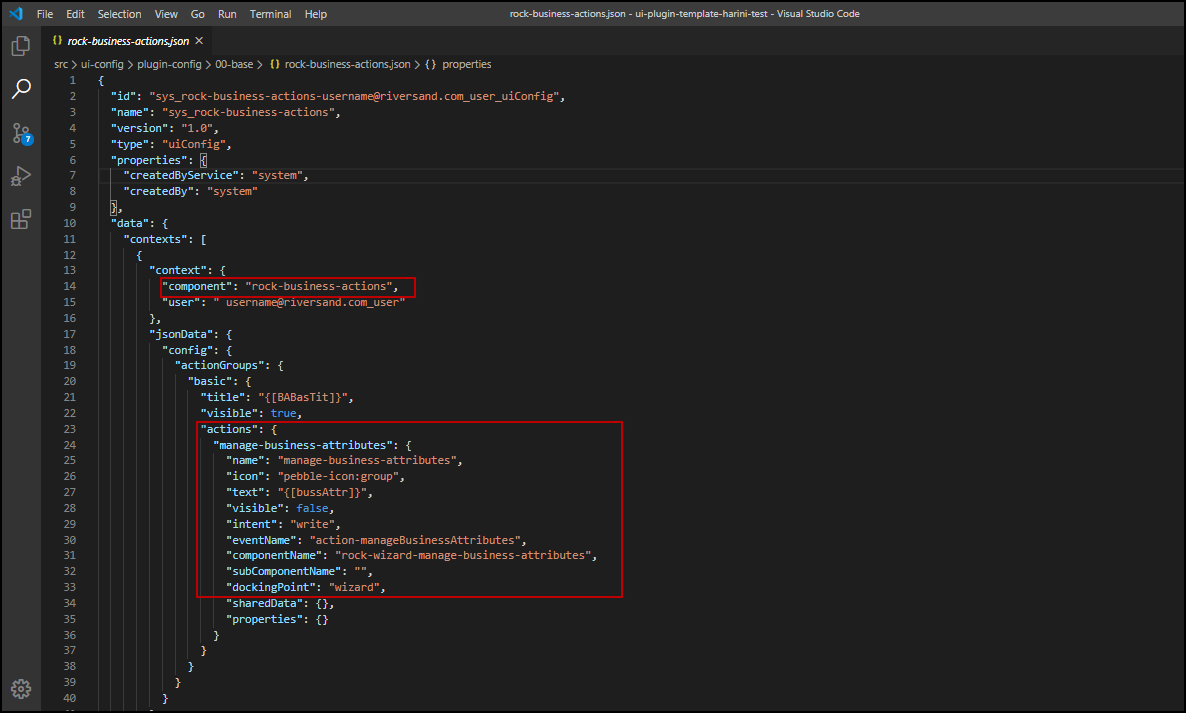 File Edit Selection View Go Run Terminal Help rock-business-actions.json - ui-plugin-template-harini-test - Visual Studio Code
{} rock-business-actions.json ×
src > ui-config > plugin-config > 00-base > {} rock-business-actions.json > {} properties
1 {
2 "id": "sys_rock-business-actions-username@riversand.com_user_uiConfig",
3 "name": "sys_rock-business-actions",
4 "version": "1.0",
5 "type": "uiConfig",
6 "properties": {
7 "createdByService": "system",
8 "createdBy": "system"
9 },
10 "data": {
11 "contexts": [
12 {
13 "context": {
14 "component": "rock-business-actions",
15 "user": " username@riversand.com_user"
16 },
17 "jsonData": {
18 "config": {
19 "actionGroups": {
20 "basic": {
21 "title": "{[BABasTit]}",
22 "visible": true,
23 "actions": {
24 "manage-business-attributes": {
25 "name": "manage-business-attributes",
26 "icon": "pebble-icon:group",
27 "text": "{[bussAttr]}",
28 "visible": false,
29 "intent": "write",
30 "eventName": "action-manageBusinessAttributes",
31 "componentName": "rock-wizard-manage-business-attributes",
32 "subComponentName": "",
33 "dockingPoint": "wizard",
34 "sharedData": {},
35 "properties": {}
36 }
37 }
38 }
39 }
40 }
7